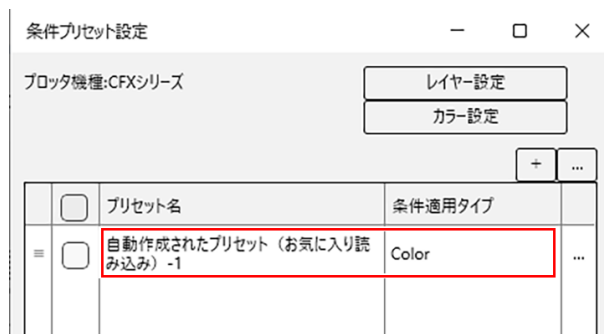 条件プリセット設定
プロッタ機種:CFXシリーズ
レイヤー設定
カラー設定
+
...
プリセット名
条件適用タイプ
自動作成されたプリセット（お気に入り読
み込み）-1
Color
...